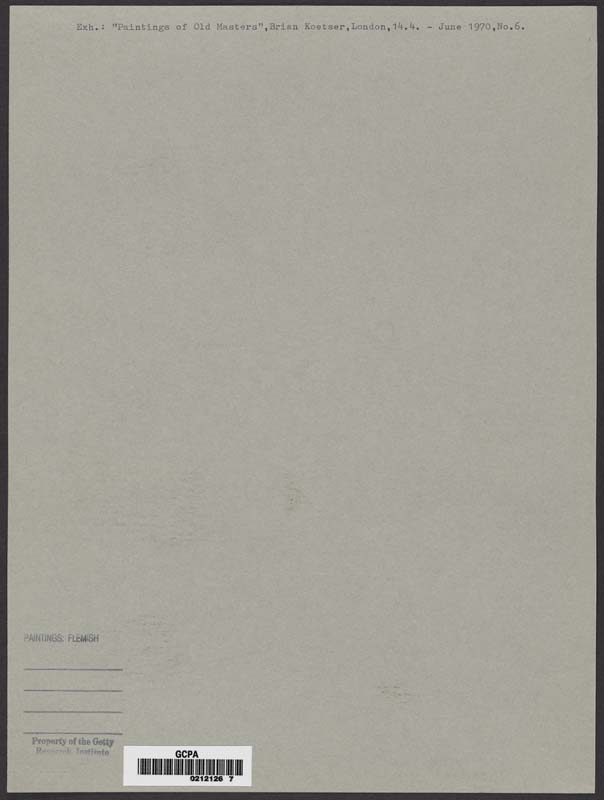 Exh.: "Paintings of Old Masters",Brian Koetser,London,14.4. - June 1970,No.6.
PAINTINGS: FLEMISH
Property of the Getty
Research Institute
GCPA
0212126 7